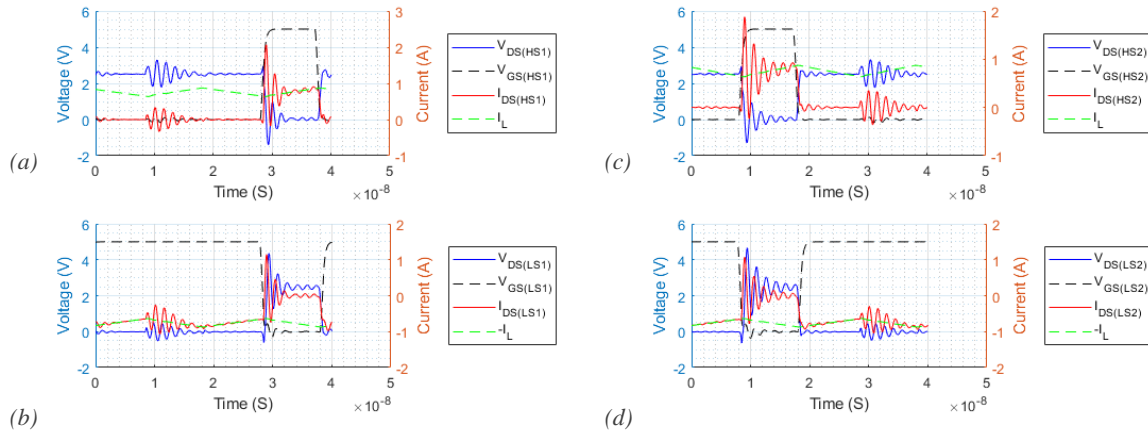 (a)
Voltage (V)
6
4
2
0
-2
3
2
1
0
-1
Current (A)
0
1
2
3
4
5
Time (S)
×10⁻⁸
V_DS(HS1)
V_GS(HS1)
I_DS(HS1)
I_L
(c)
Voltage (V)
6
4
2
0
-2
2
1
0
-1
Current (A)
0
1
2
3
4
5
Time (S)
×10⁻⁸
V_DS(HS2)
V_GS(HS2)
I_DS(HS2)
I_L
(b)
Voltage (V)
6
4
2
0
-2
2
1
0
-1
-2
Current (A)
0
1
2
3
4
5
Time (S)
×10⁻⁸
V_DS(LS1)
V_GS(LS1)
I_DS(LS1)
-I_L
(d)
Voltage (V)
6
4
2
0
-2
2
1
0
-1
-2
Current (A)
0
1
2
3
4
5
Time (S)
×10⁻⁸
V_DS(LS2)
V_GS(LS2)
I_DS(LS2)
-I_L